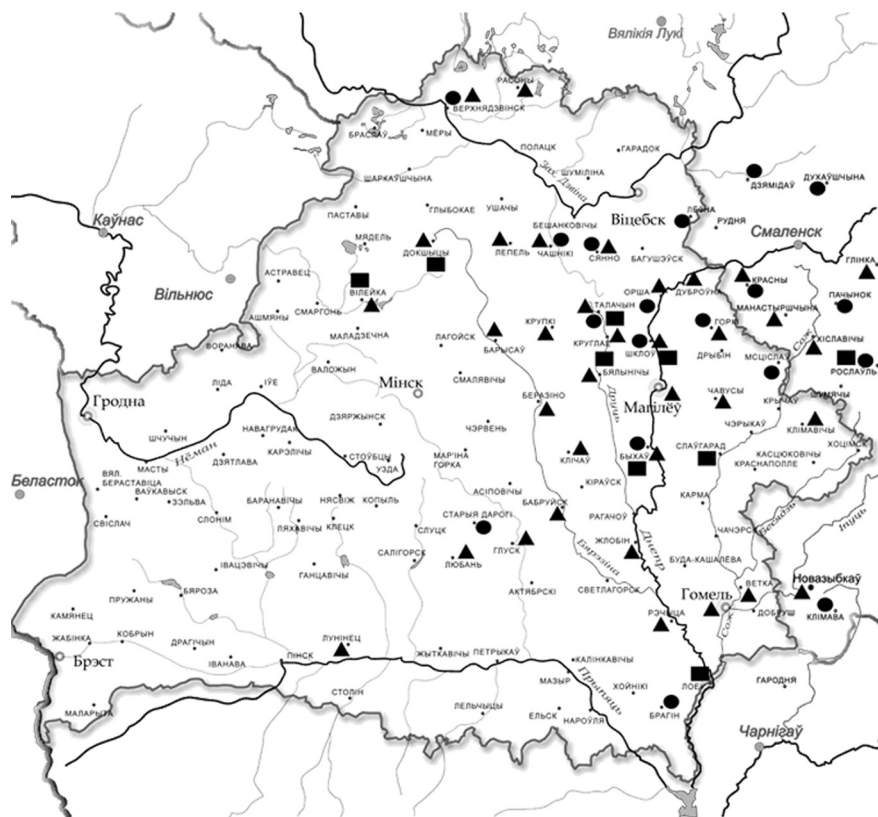 Вялікія Лукі
РАСОНЫ
ВЕРХНЯДЗВІНСК
БРАСЛАЎ
МЁРЫ
ПОЛАЦК
ГАРАДОК
ШАРКАЎШЧЫНА
ШУМІЛІНА
Зах. Дзвіна
ДЗЯМІДАЎ
ДУХАЎШЧЫНА
ПАСТАВЫ
ГЛЫБОКАЕ
УШАЧЫ
БЕШАНКОВІЧЫ
Віцебск
ЛЁЗНА
РУДНЯ
Каўнас
Смаленск
МЯДЕЛЬ
ДОКШЫЦЫ
ЛЕПЕЛЬ
ЧАШНІКІ
СЯННО
БАГУШЭЎСК
ГЛІНКА
Вільнюс
АСТРАВЕЦ
ВІЛЕЙКА
ОРША
ДУБРОЎНА
КРАСНЫ
ПАЧЫНОК
СМАРГОНЬ
АШМЯНЫ
ТАЛАЧЫН
МАНАСТЫРШЧЫНА
МАЛАДЗЕЧНА
КРУПКІ
ГОРКІ
Сож
ВОРАНАВА
ЛАГОЙСК
БАРЫСАЎ
КРУГЛАЕ
ШКЛОЎ
ДРЫБІН
МСЦІСЛАЎ
ХІСЛАВІЧЫ
РОСЛАЎЛЬ
ВАЛОЖЫН
СМАЛЯВІЧЫ
БЯЛЫНІЧЫ
ЛІДА
ІЎЕ
Мінск
Гродна
БЕРАЗІНО
Друць
Магілёў
ЧАВУСЫ
КРЫЧАЎ
ШУМЯЧЫ
ДЗЯРЖЫНСК
ЧЭРВЕНЬ
ЧЭРЫКАЎ
КЛІМАВІЧЫ
ШЧУЧЫН
НАВАГРУДАК
ХОЦІМСК
Нёман
КАРЭЛІЧЫ
СТОЎБЦЫ
МАР'ІНА
ГОРКА
КЛІЧАЎ
БЫХАЎ
СЛАЎГАРАД
КАСЦЮКОВІЧЫ
МАСТЫ
ДЗЯТЛАВА
УЗДА
КРАСНАПОЛЛЕ
Беласток
ВЯЛ.
БЕРАСТАВІЦА
ВАЎКАВЫСК
ЗЭЛЬВА
БАРАНАВІЧЫ
НЯСВІЖ
КОПЫЛЬ
АСІПОВІЧЫ
КІРАЎСК
КАРМА
СВІСЛАЧ
СЛОНІМ
ЛЯХАВІЧЫ
КЛЕЦК
СЛУЦК
СТАРЫЯ ДАРОГІ
БАБРУЙСК
РАГАЧОЎ
ЧАЧЭРСК
Бесядзь
Іпуць
САЛІГОРСК
ЛЮБАНЬ
ГЛУСК
Бярэзіна
ЖЛОБІН
Днепр
ІВАЦЭВІЧЫ
ГАНЦАВІЧЫ
БУДА-КАШАЛЁВА
ПРУЖАНЫ
БЯРОЗА
АКТЯБРСКІ
СВЕТЛАГОРСК
Гомель
ВЕТКА
Новазыбкаў
КАМЯНЕЦ
ДОБРУШ
КЛІМАВА
ЖАБІНКА
КОБРЫН
ДРАГІЧЫН
ІВАНАВА
ПІНСК
ЛУНІНЕЦ
ЖЫТКАВІЧЫ
ПЕТРЫКАЎ
КАЛІНКАВІЧЫ
РЭЧЫЦА
Сож
Брэст
МАЗЫР
Прыпяць
ХОЙНІКІ
ГАРОДНЯ
МАЛАРЫТА
СТОЛІН
ЛЕЛЬЧЫЦЫ
ЕЛЬСК
НАРОЎЛЯ
БРАГІН
Чарнігаў